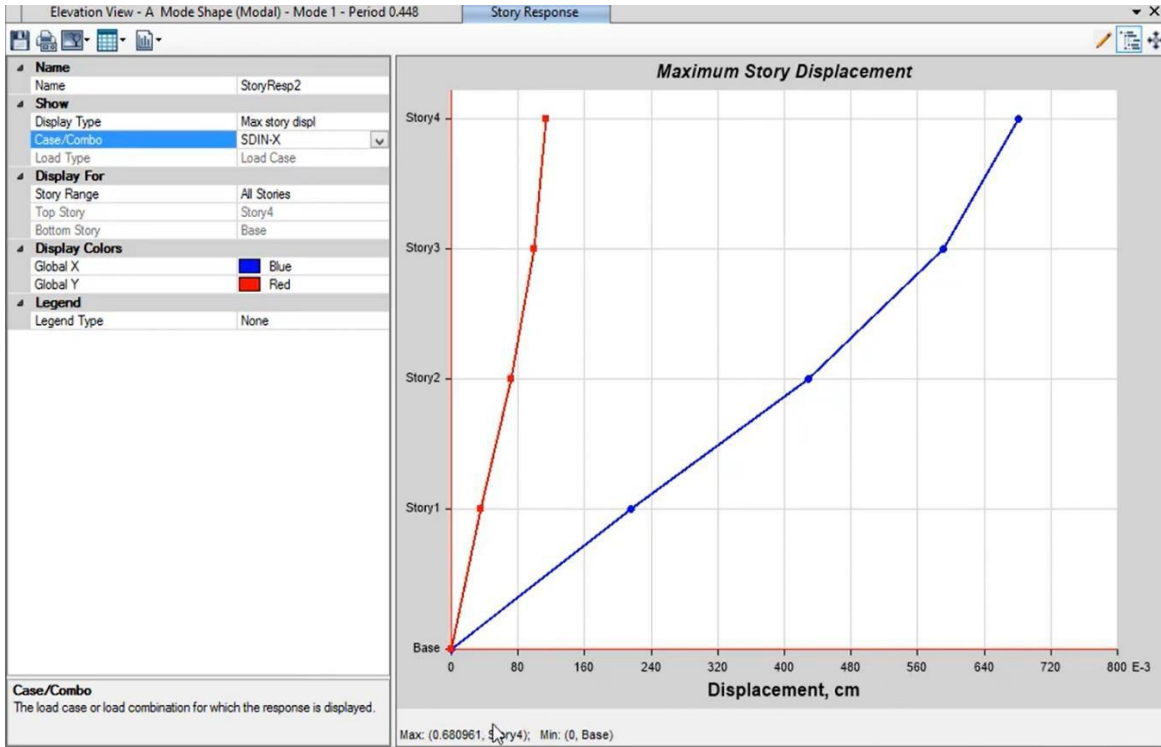 Elevation View - A Mode Shape (Modal) - Mode 1 - Period 0.448
Story Response
Name
Name StoryResp2
Show
Display Type Max story displ
Case/Combo SDIN-X
Load Type Load Case
Display For
Story Range All Stories
Top Story Story4
Bottom Story Base
Display Colors
Global X Blue
Global Y Red
Legend
Legend Type None
Case/Combo
The load case or load combination for which the response is displayed.
Maximum Story Displacement
Story4
Story3
Story2
Story1
Base
0 80 160 240 320 400 480 560 640 720 800 E-3
Displacement, cm
Max: (0.680961, Story4); Min: (0, Base)